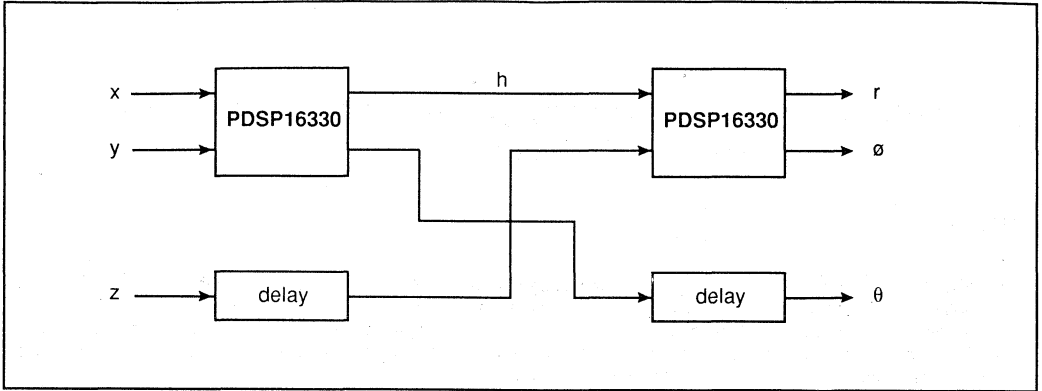 x
y
z
PDSP16330
h
PDSP16330
r
ø
delay
delay
θ